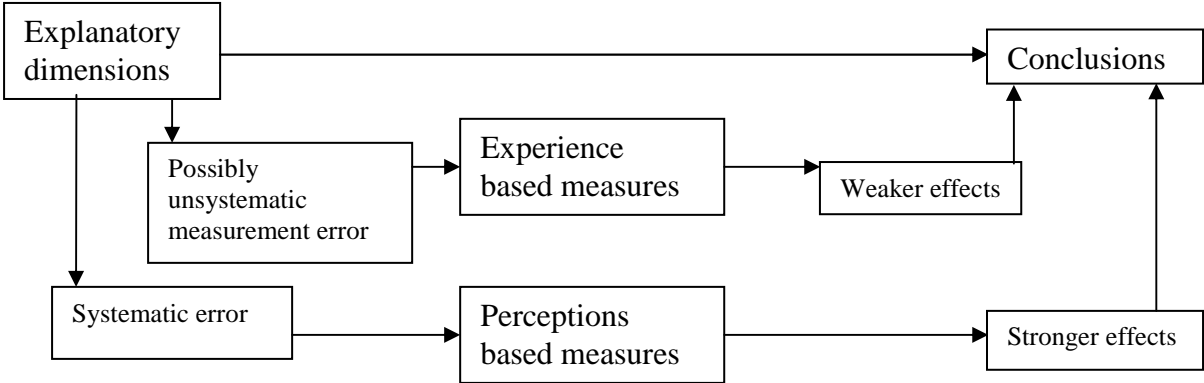 Explanatory
dimensions
Conclusions
Possibly
unsystematic
measurement error
Experience
based measures
Weaker effects
Systematic error
Perceptions
based measures
Stronger effects